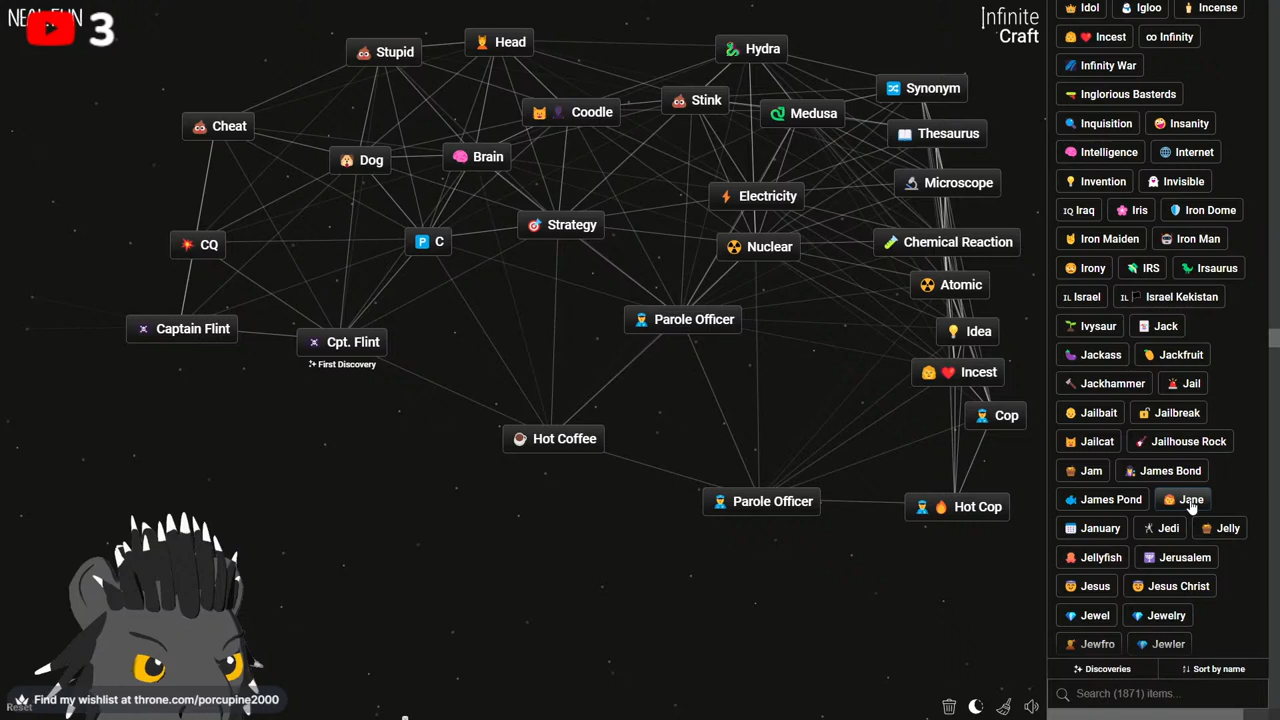 NEAL.FUN
3
Infinite
Craft
Stupid
Head
Hydra
Synonym
Coodle
Stink
Medusa
Cheat
Thesaurus
Dog
Brain
Microscope
Electricity
Strategy
CQ
C
Nuclear
Chemical Reaction
Atomic
Captain Flint
Parole Officer
Idea
Cpt. Flint
First Discovery
Incest
Cop
Hot Coffee
Parole Officer
Hot Cop
Find my wishlist at throne.com/porcupine2000
Reset
Idol Igloo Incense
Incest Infinity
Infinity War
Inglorious Basterds
Inquisition Insanity
Intelligence Internet
Invention Invisible
IQ Iraq Iris Iron Dome
Iron Maiden Iron Man
Irony IRS Irsaurus
IL Israel IL Israel Kekistan
Ivysaur Jack
Jackass Jackfruit
Jackhammer Jail
Jailbait Jailbreak
Jailcat Jailhouse Rock
Jam James Bond
James Pond Jane
January Jedi Jelly
Jellyfish Jerusalem
Jesus Jesus Christ
Jewel Jewelry
Jewfro Jewler
Discoveries Sort by name
Search (1871) items...